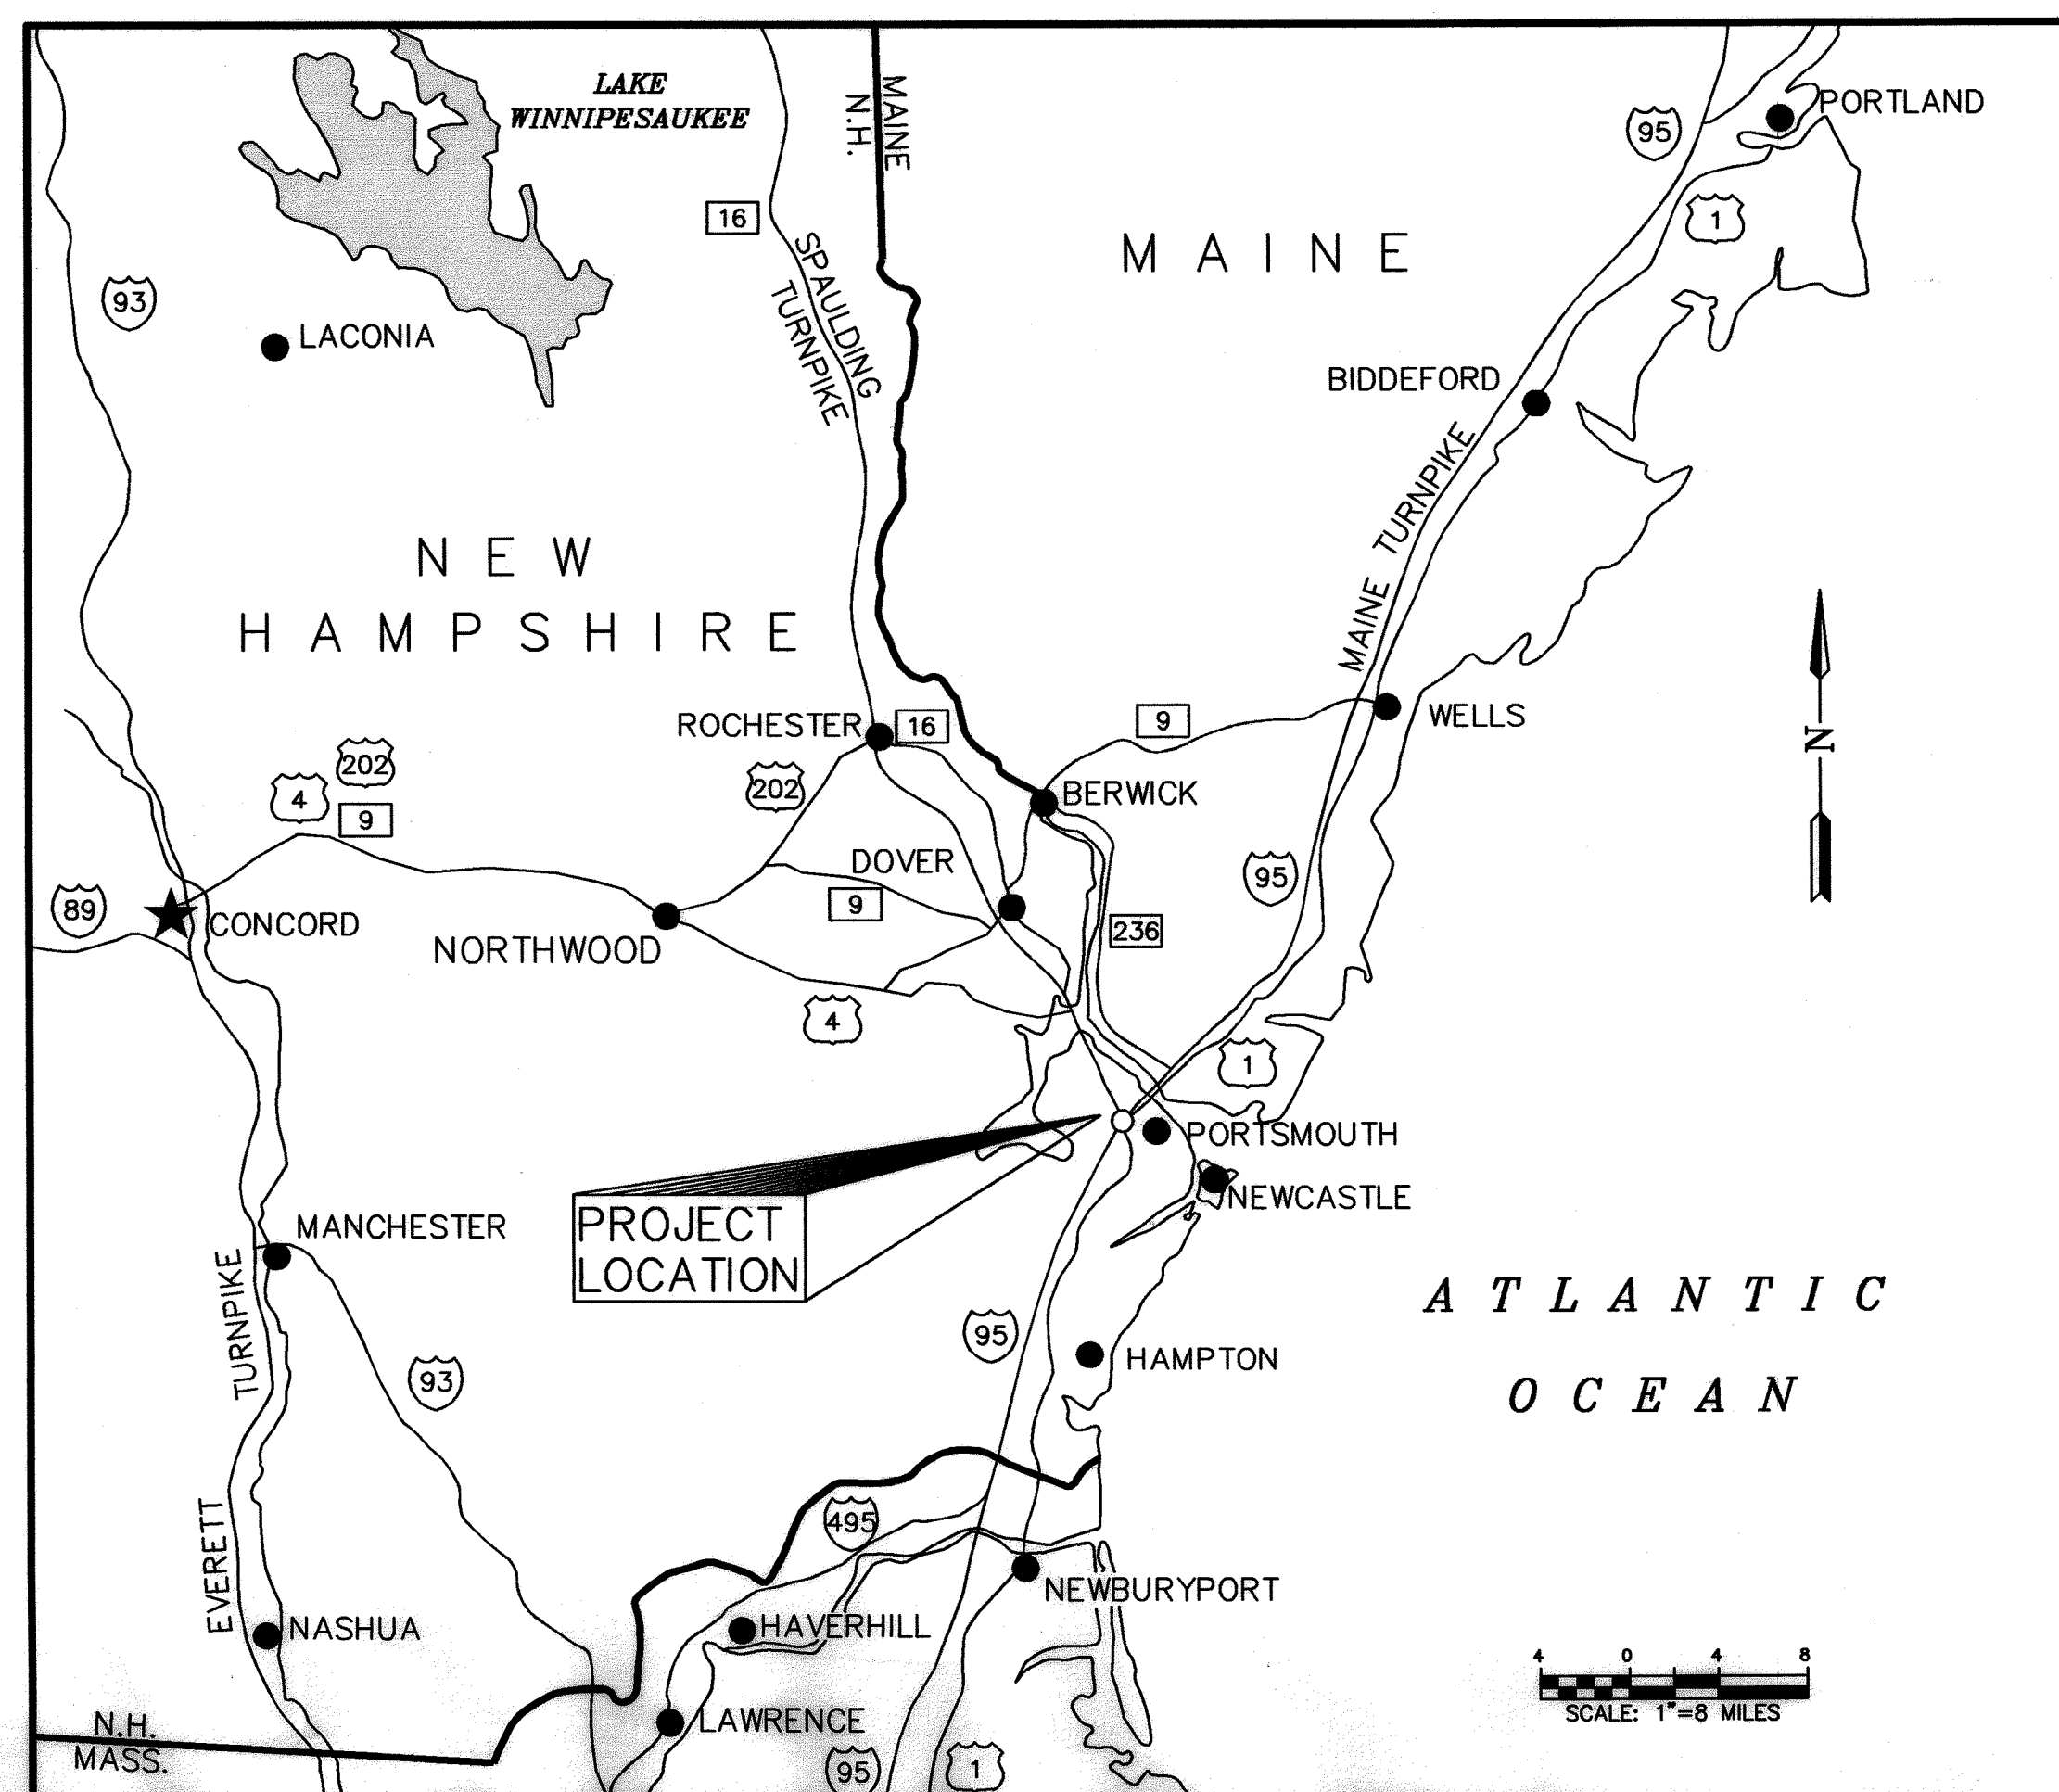 LAKE
WINNIPESAUKEE
MAINE
N.H.
PORTLAND
95
1
16
SPAULDING
TURNPIKE
MAINE
93
LACONIA
BIDDEFORD
MAINE TURNPIKE
NEW
HAMPSHIRE
ROCHESTER
16
9
WELLS
N
202
4
9
202
BERWICK
DOVER
9
95
89
CONCORD
NORTHWOOD
236
4
1
PORTSMOUTH
NEWCASTLE
PROJECT
LOCATION
MANCHESTER
EVERETT TURNPIKE
ATLANTIC
OCEAN
95
HAMPTON
93
495
NEWBURYPORT
NASHUA
HAVERHILL
4 0 4 8
SCALE: 1"=8 MILES
N.H.
MASS.
LAWRENCE
95
1